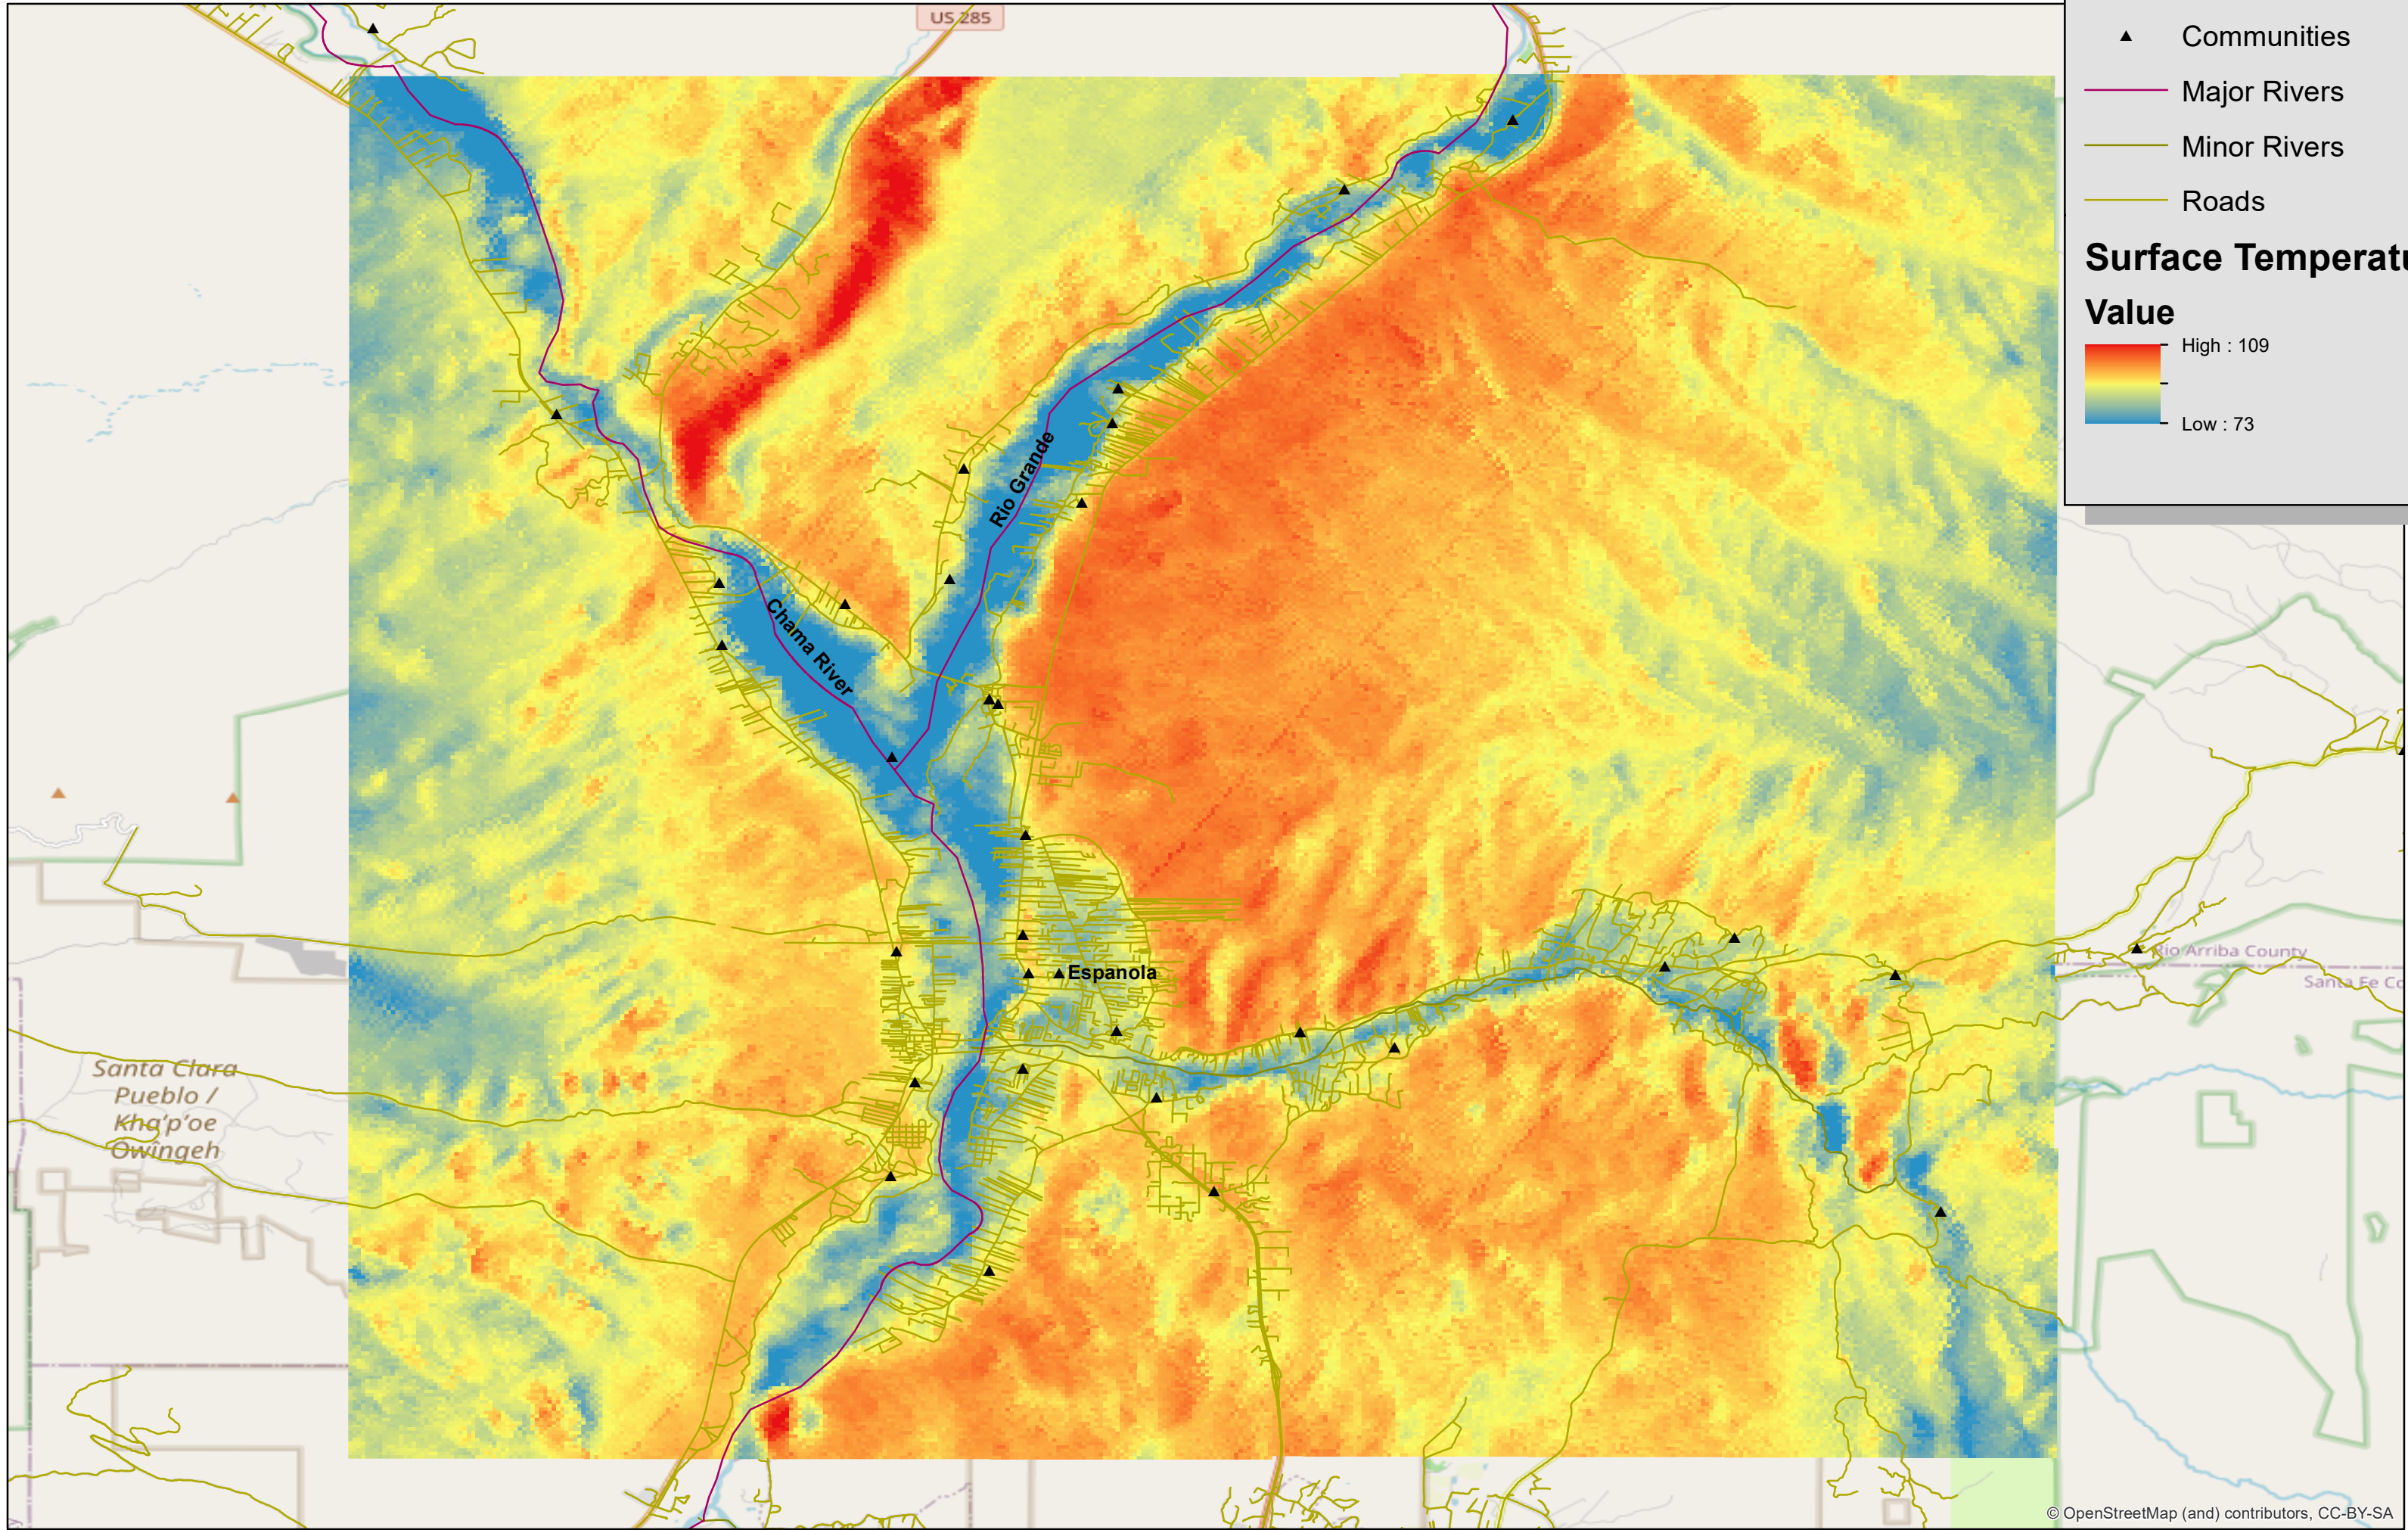 US 285
Communities
Major Rivers
Minor Rivers
Roads
Surface Temperatu
Value
High : 109
Low : 73
Rio Grande
Chama River
Espanola
Rio Arriba County
Santa Fe Co
Santa Clara
Pueblo /
Kha'p'oe
Owingeh
© OpenStreetMap (and) contributors, CC-BY-SA